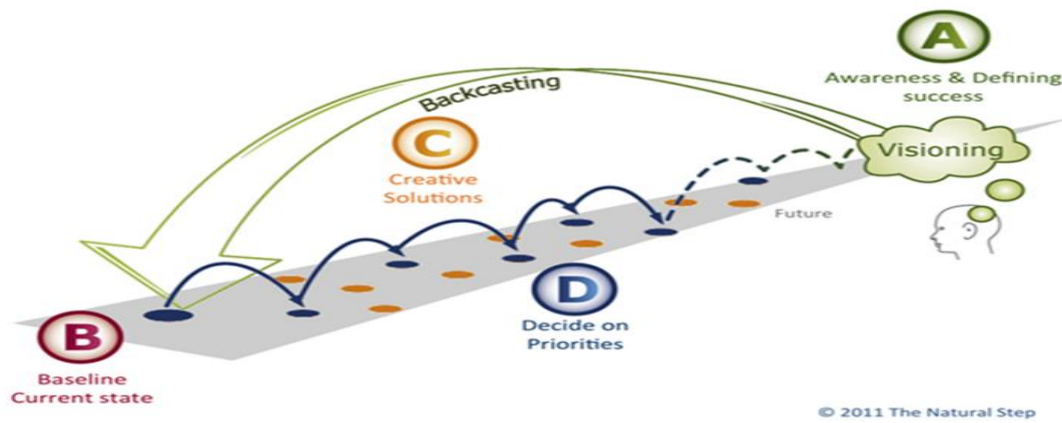 A
Awareness & Defining
success
Backcasting
Visioning
C
Creative
Solutions
Future
D
Decide on
Priorities
B
Baseline
Current state
© 2011 The Natural Step